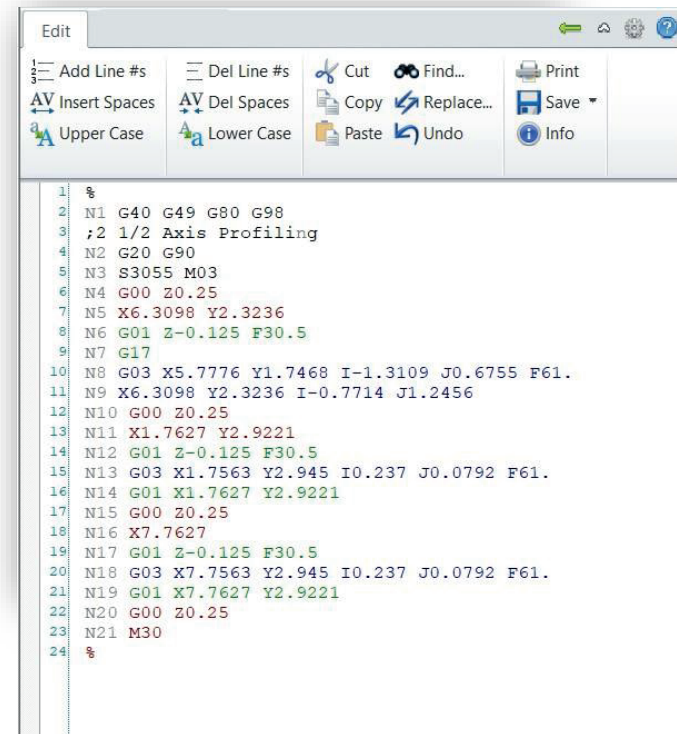 Edit
Add Line #s Del Line #s Cut Find... Print
AV Insert Spaces AV Del Spaces Copy Replace... Save
aA Upper Case Aa Lower Case Paste Undo Info
1 %
2 N1 G40 G49 G80 G98
3 ;2 1/2 Axis Profiling
4 N2 G20 G90
5 N3 S3055 M03
6 N4 G00 Z0.25
7 N5 X6.3098 Y2.3236
8 N6 G01 Z-0.125 F30.5
9 N7 G17
10 N8 G03 X5.7776 Y1.7468 I-1.3109 J0.6755 F61.
11 N9 X6.3098 Y2.3236 I-0.7714 J1.2456
12 N10 G00 Z0.25
13 N11 X1.7627 Y2.9221
14 N12 G01 Z-0.125 F30.5
15 N13 G03 X1.7563 Y2.945 I0.237 J0.0792 F61.
16 N14 G01 X1.7627 Y2.9221
17 N15 G00 Z0.25
18 N16 X7.7627
19 N17 G01 Z-0.125 F30.5
20 N18 G03 X7.7563 Y2.945 I0.237 J0.0792 F61.
21 N19 G01 X7.7627 Y2.9221
22 N20 G00 Z0.25
23 N21 M30
24 %